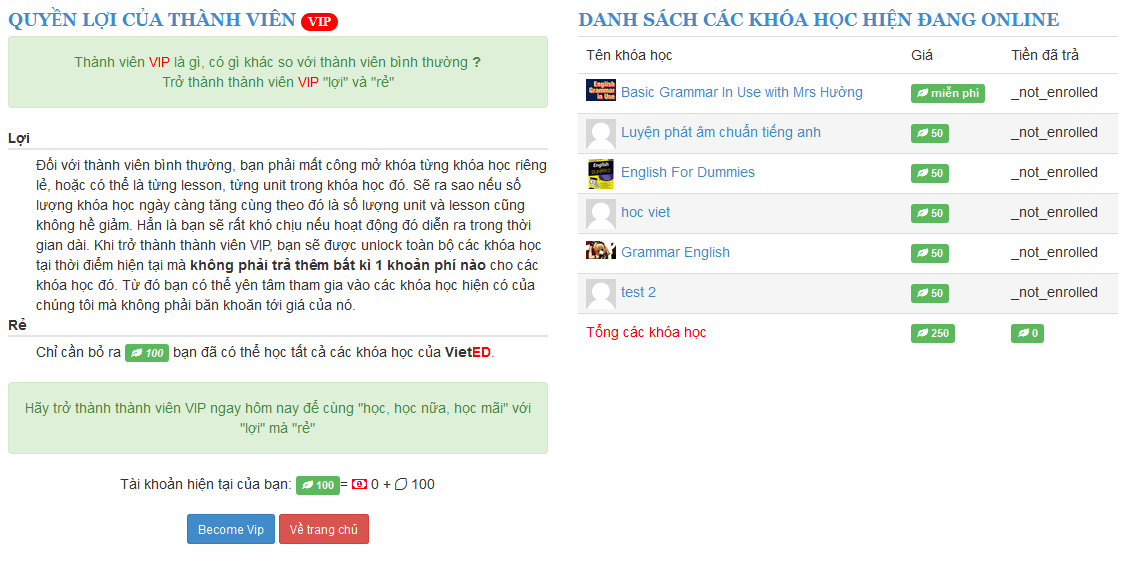 QUYỀN LỢI CỦA THÀNH VIÊN VIP
Thành viên VIP là gì, có gì khác so với thành viên bình thường ?
Trở thành thành viên VIP "lợi" và "rẻ"
Lợi
Đối với thành viên bình thường, bạn phải mất công mở khóa từng khóa học riêng
lẻ, hoặc có thể là từng lesson, từng unit trong khóa học đó. Sẽ ra sao nếu số
lượng khóa học ngày càng tăng cùng theo đó là số lượng unit và lesson cũng
không hề giảm. Hẳn là bạn sẽ rất khó chịu nếu hoạt động đó diễn ra trong thời
gian dài. Khi trở thành thành viên VIP, bạn sẽ được unlock toàn bộ các khóa học
tại thời điểm hiện tại mà không phải trả thêm bất kì 1 khoản phí nào cho các
khóa học đó. Từ đó bạn có thể yên tâm tham gia vào các khóa học hiện có của
chúng tôi mà không phải băn khoăn tới giá của nó.
Rẻ
Chỉ cần bỏ ra 100 bạn đã có thể học tất cả các khóa học của VietED.
Hãy trở thành thành viên VIP ngay hôm nay để cùng "học, học nữa, học mãi" với
"lợi" mà "rẻ"
Tài khoản hiện tại của bạn: 100 = 0 + 100
Become Vip Về trang chủ
DANH SÁCH CÁC KHÓA HỌC HIỆN ĐANG ONLINE
Tên khóa học Giá Tiền đã trả
English Grammar in Use Basic Grammar In Use with Mrs Hường miễn phí _not_enrolled
Luyện phát âm chuẩn tiếng anh 50 _not_enrolled
English DUMMIES English For Dummies 50 _not_enrolled
hoc viet 50 _not_enrolled
Grammar English 50 _not_enrolled
test 2 50 _not_enrolled
Tổng các khóa học 250 0